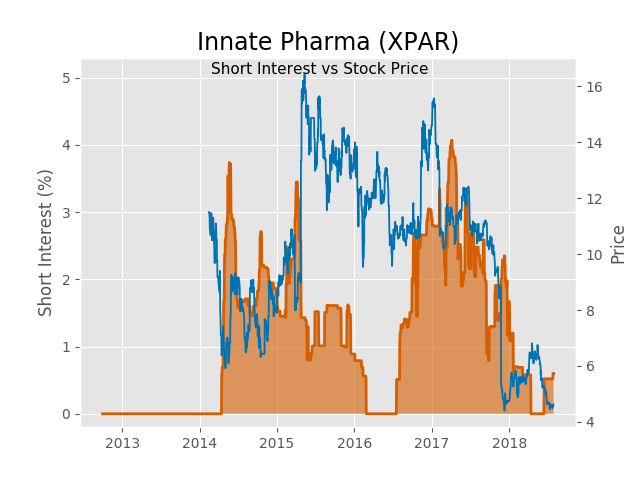 Innate Pharma (XPAR)
Short Interest vs Stock Price
Short Interest (%)
5
4
3
2
1
0
16
14
12
10
8
6
4
Price
2013 2014 2015 2016 2017 2018